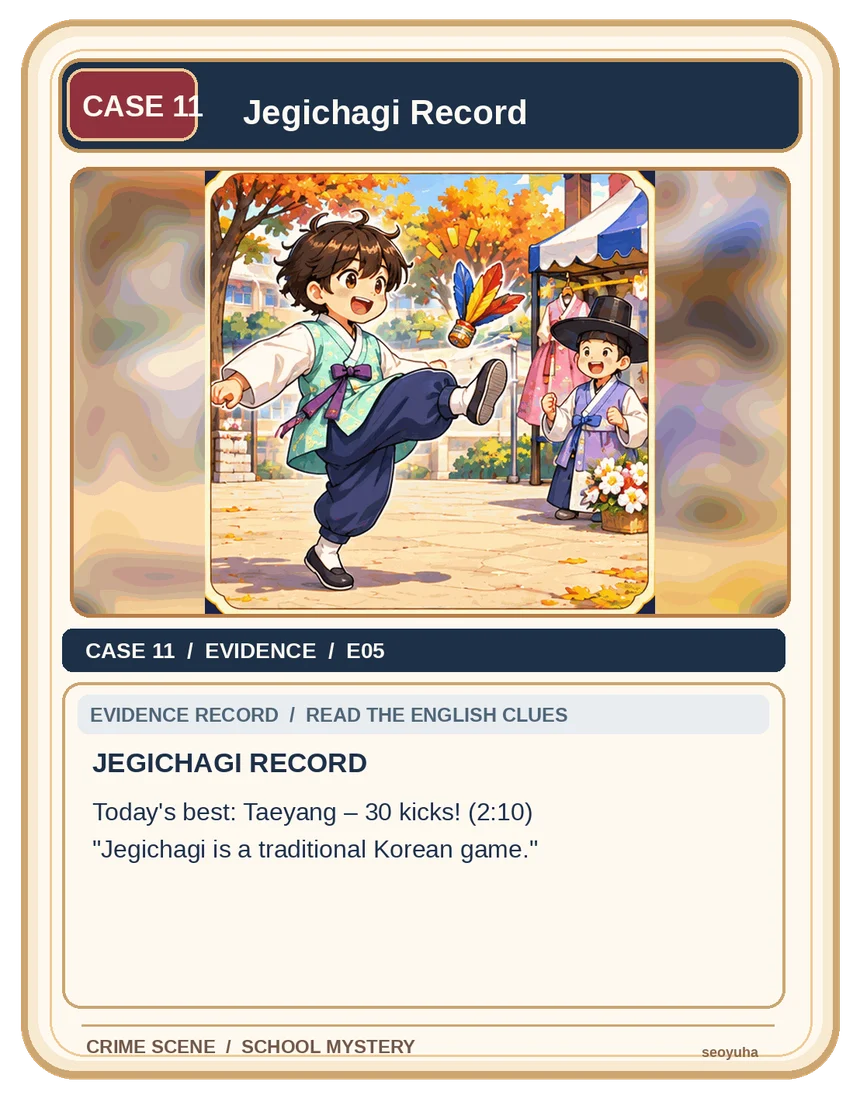 CASE 11
Jegichagi Record
CASE 11 / EVIDENCE / E05
EVIDENCE RECORD / READ THE ENGLISH CLUES
JEGICHAGI RECORD
Today's best: Taeyang – 30 kicks! (2:10)
"Jegichagi is a traditional Korean game."
CRIME SCENE / SCHOOL MYSTERY
seoyuha